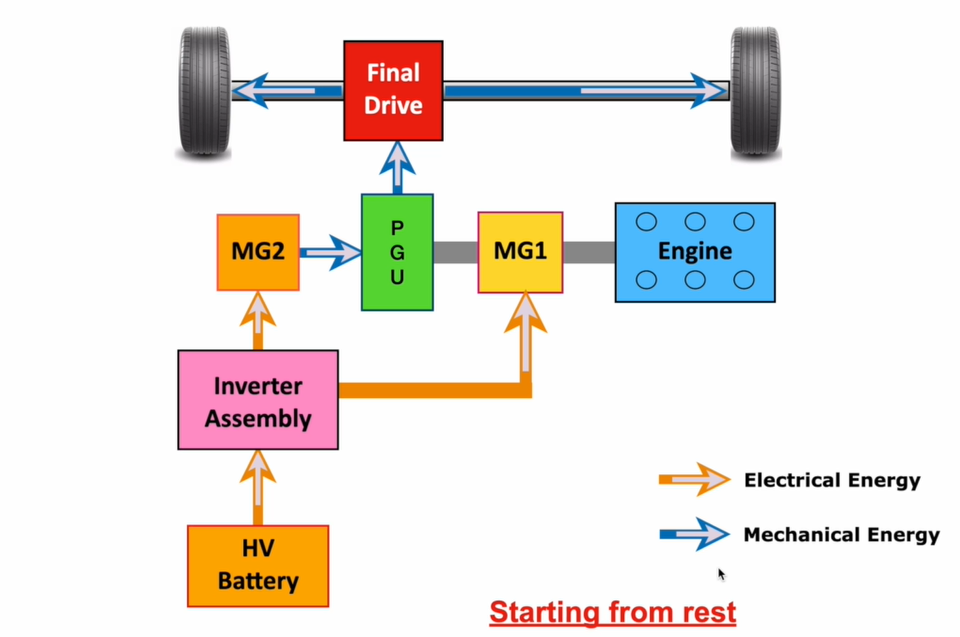 Final
Drive
MG2
P
G
U
MG1
Engine
Inverter
Assembly
Electrical Energy
Mechanical Energy
HV
Battery
Starting from rest